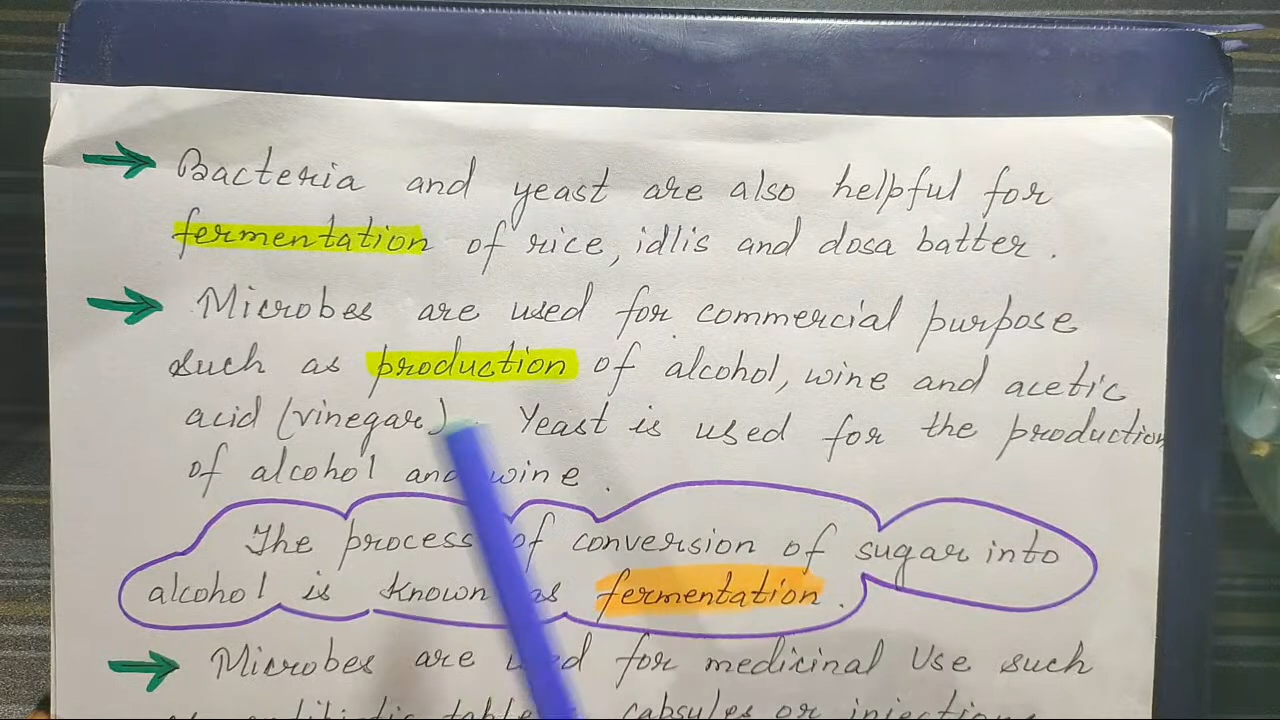 Bacteria and yeast are also helpful for
fermentation of rice, idlis and dosa batter.
Microbes are used for commercial purpose
such as production of alcohol, wine and acetic
acid (vinegar). Yeast is used for the production
of alcohol and wine.
The process of conversion of sugar into
alcohol is known as fermentation.
Microbes are used for medicinal Use such
capsules or injections